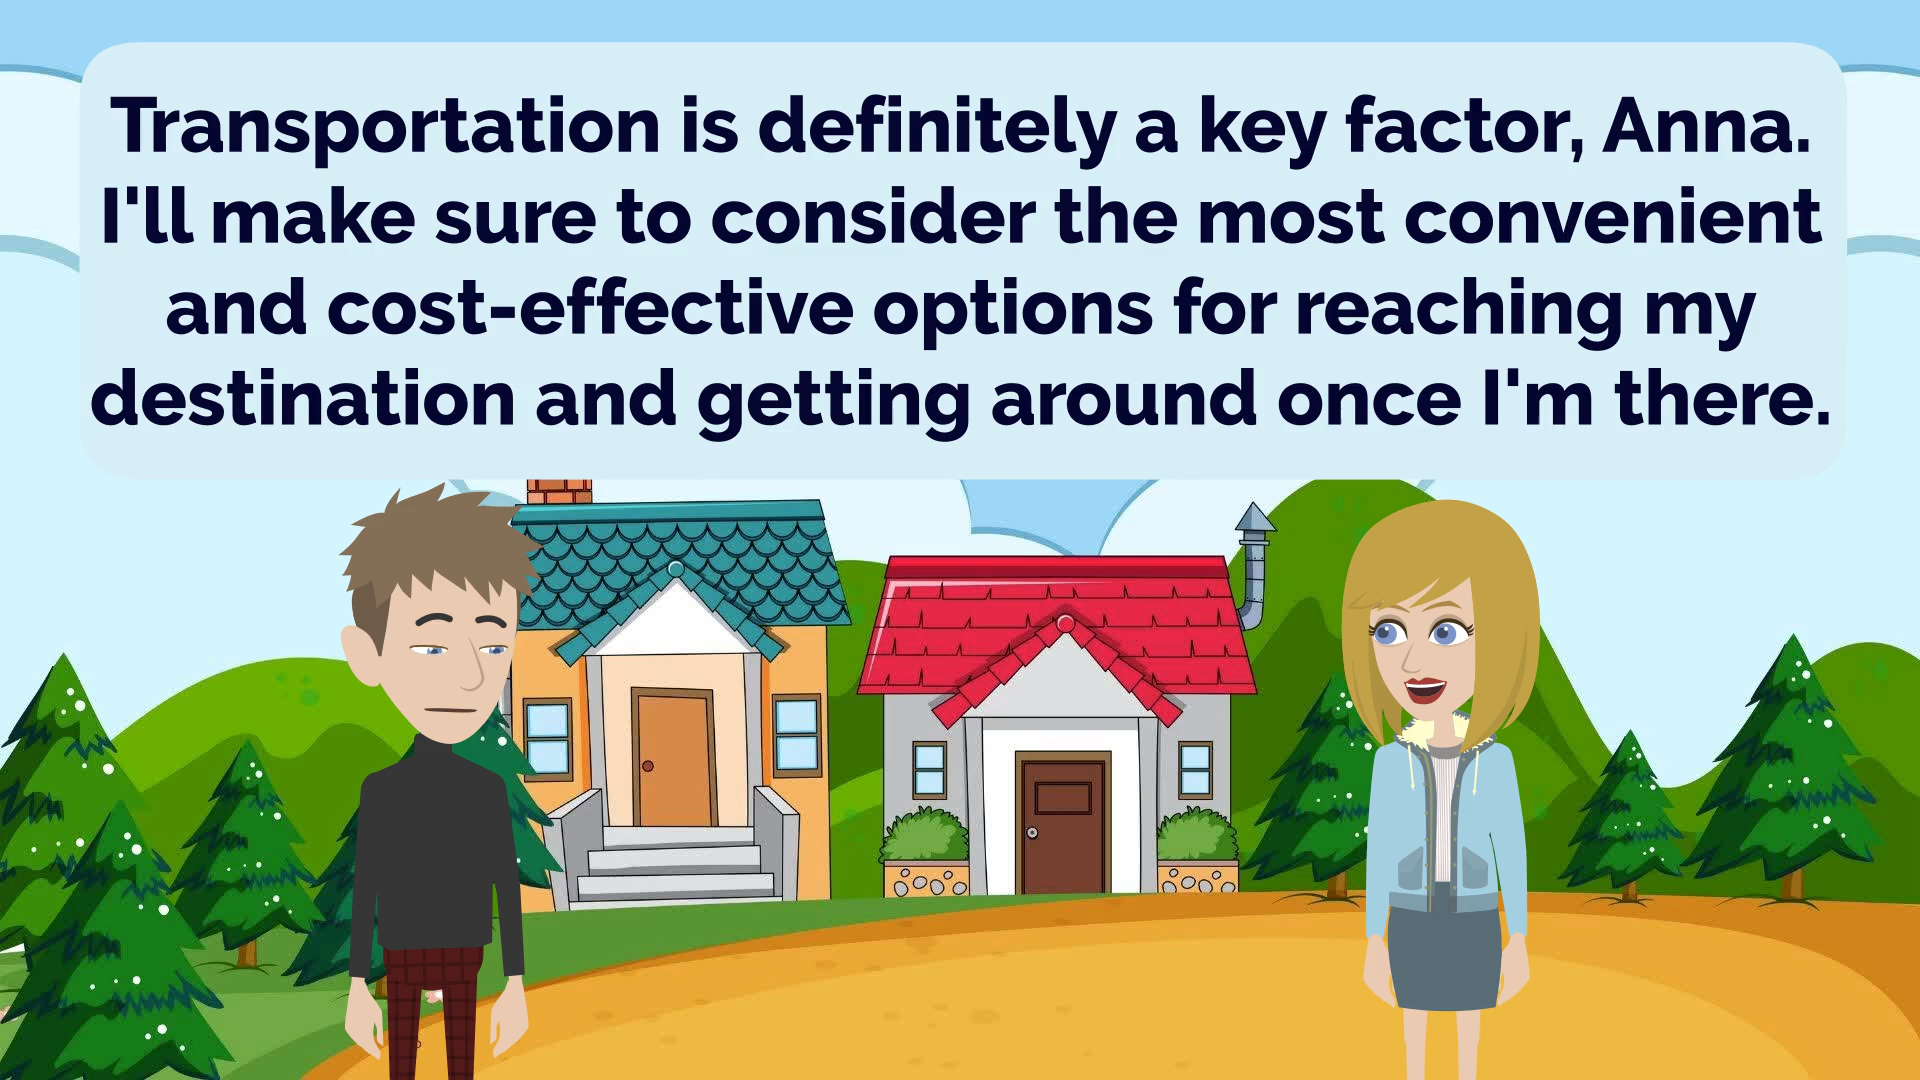 Transportation is definitely a key factor, Anna.
I'll make sure to consider the most convenient
and cost-effective options for reaching my
destination and getting around once I'm there.